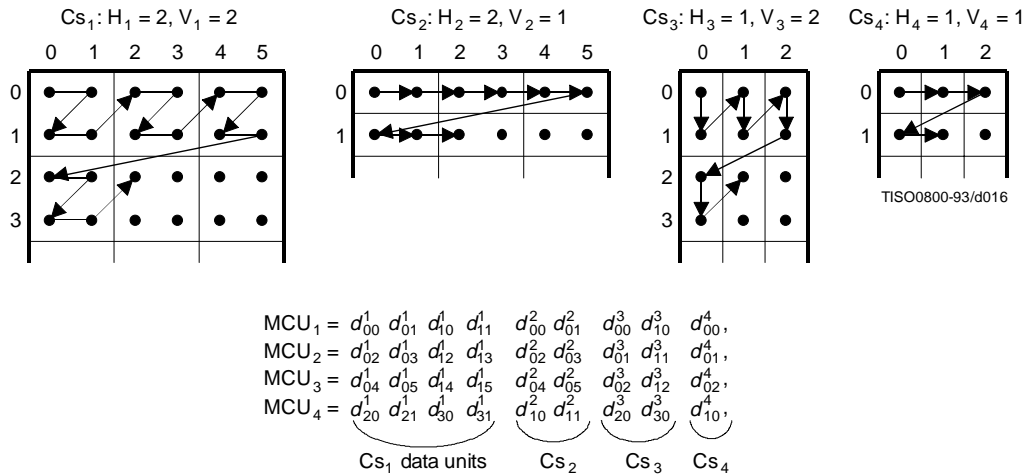 Cs₁: H₁ = 2, V₁ = 2 Cs₂: H₂ = 2, V₂ = 1 Cs₃: H₃ = 1, V₃ = 2 Cs₄: H₄ = 1, V₄ = 1
0 1 2 3 4 5 0 1 2 3 4 5 0 1 2 0 1 2
0 0 0 0
1 1 1 1
2 2
TISO0800-93/d016
3 3
MCU₁ = d¹₀₀ d¹₀₁ d¹₁₀ d¹₁₁ d²₀₀ d²₀₁ d³₀₀ d³₁₀ d⁴₀₀,
MCU₂ = d¹₀₂ d¹₀₃ d¹₁₂ d¹₁₃ d²₀₂ d²₀₃ d³₀₁ d³₁₁ d⁴₀₁,
MCU₃ = d¹₀₄ d¹₀₅ d¹₁₄ d¹₁₅ d²₀₄ d²₀₅ d³₀₂ d³₁₂ d⁴₀₂,
MCU₄ = d¹₂₀ d¹₂₁ d¹₃₀ d¹₃₁ d²₁₀ d²₁₁ d³₂₀ d³₃₀ d⁴₁₀,
Cs₁ data units Cs₂ Cs₃ Cs₄